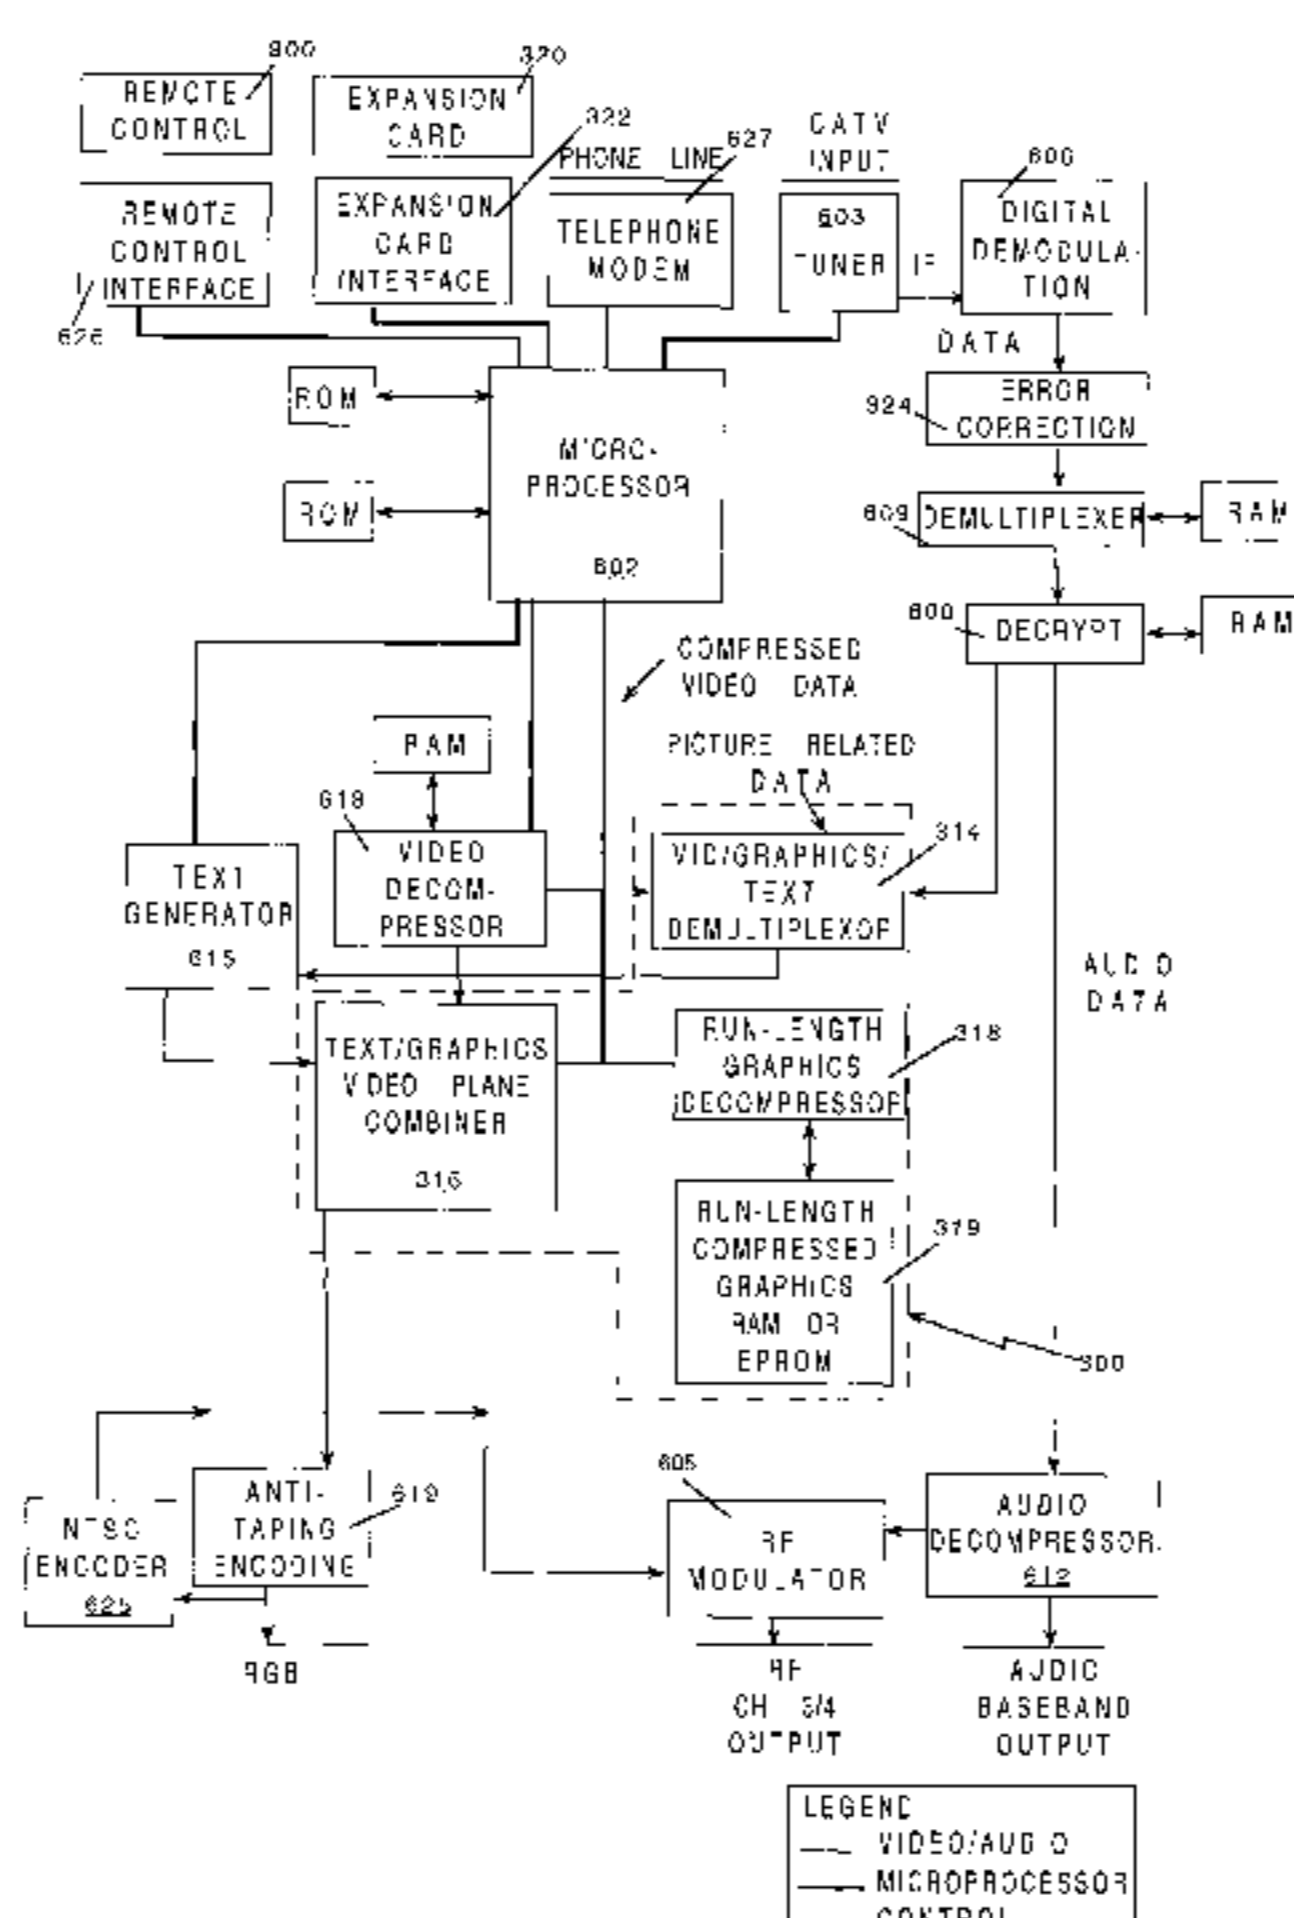 900
320
REMOTE
CONTROL
EXPANSION
CARD
322
PHONE LINE
627
CATV
INPUT
606
REMOTE
CONTROL
INTERFACE
626
EXPANSION
CARD
INTERFACE
TELEPHONE
MODEM
603
TUNER
IF
DIGITAL
DEMODULA-
TION
DATA
ROM
924
ERROR
CORRECTION
MICRO-
PROCESSOR
ROM
609
DEMULTIPLEXER
RAM
602
600
DECRYPT
RAM
COMPRESSED
VIDEO DATA
RAM
PICTURE RELATED
DATA
618
314
VIDEO
DECOM-
PRESSOR
VID/GRAPHICS/
TEXT
DEMULTIPLEXOR
TEXT
GENERATOR
615
AUDIO
DATA
TEXT/GRAPHICS
VIDEO PLANE
COMBINER
316
RUN-LENGTH
GRAPHICS
DECOMPRESSOR
318
RUN-LENGTH
COMPRESSED
GRAPHICS
RAM OR
EPROM
319
300
605
ANTI-
TAPING
ENCODING
619
NTSC
ENCODER
625
RF
MODULATOR
AUDIO
DECOMPRESSOR
612
RGB
RF
CH 3/4
OUTPUT
AUDIO
BASEBAND
OUTPUT
LEGEND
VIDEO/AUDIO
MICROPROCESSOR
CONTROL